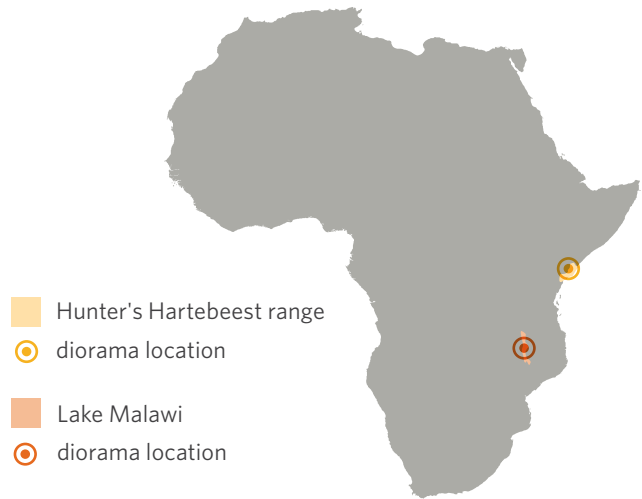 Hunter's Hartebeest range
diorama location
Lake Malawi
diorama location